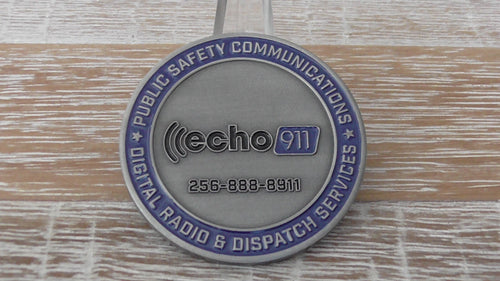 PUBLIC SAFETY COMMUNICATIONS
echo 911
256-888-8911
DIGITAL RADIO & DISPATCH SERVICES